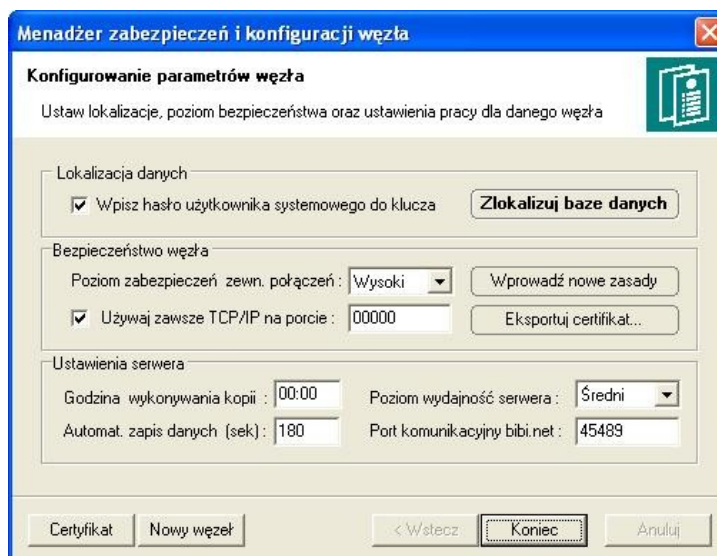 Menadżer zabezpieczeń i konfiguracji węzła
Konfigurowanie parametrów węzła
Ustaw lokalizacje, poziom bezpieczeństwa oraz ustawienia pracy dla danego węzła
Lokalizacja danych
Wpisz hasło użytkownika systemowego do klucza
Zlokalizuj baze danych
Bezpieczeństwo węzła
Poziom zabezpieczeń zewn. połączeń : Wysoki
Wprowadź nowe zasady
Używaj zawsze TCP/IP na porcie : 00000
Eksportuj certifikat...
Ustawienia serwera
Godzina wykonywania kopii : 00:00
Poziom wydajność serwera : Średni
Automat. zapis danych (sek) : 180
Port komunikacyjny bibi.net : 45489
Certyfikat Nowy węzeł < Wstecz Koniec Anuluj